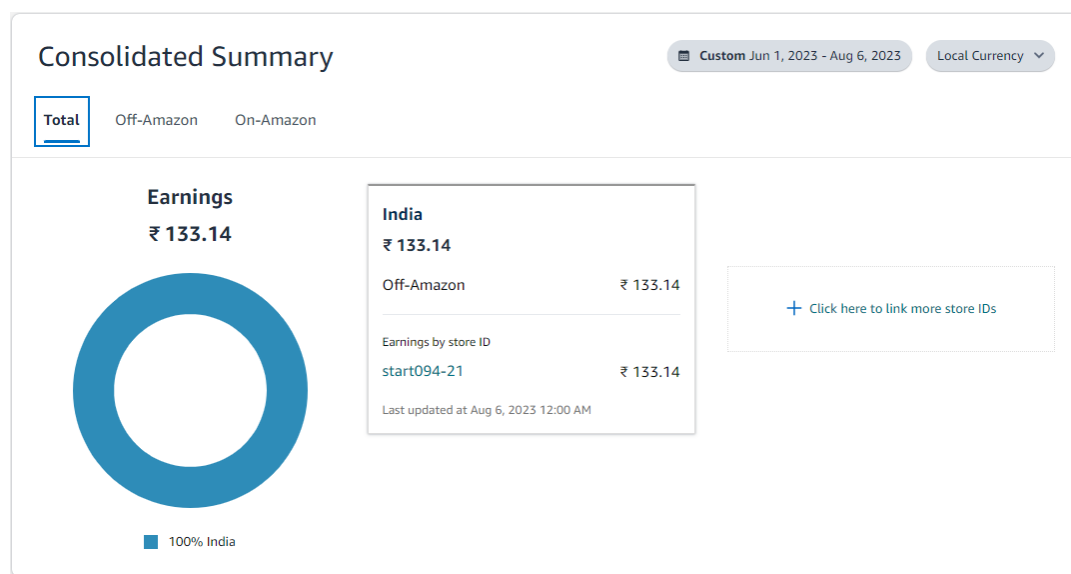 Consolidated Summary
Custom Jun 1, 2023 - Aug 6, 2023
Local Currency
Total
Off-Amazon
On-Amazon
Earnings
₹ 133.14
100% India
India
₹ 133.14
Off-Amazon ₹ 133.14
Earnings by store ID
start094-21 ₹ 133.14
Last updated at Aug 6, 2023 12:00 AM
Click here to link more store IDs